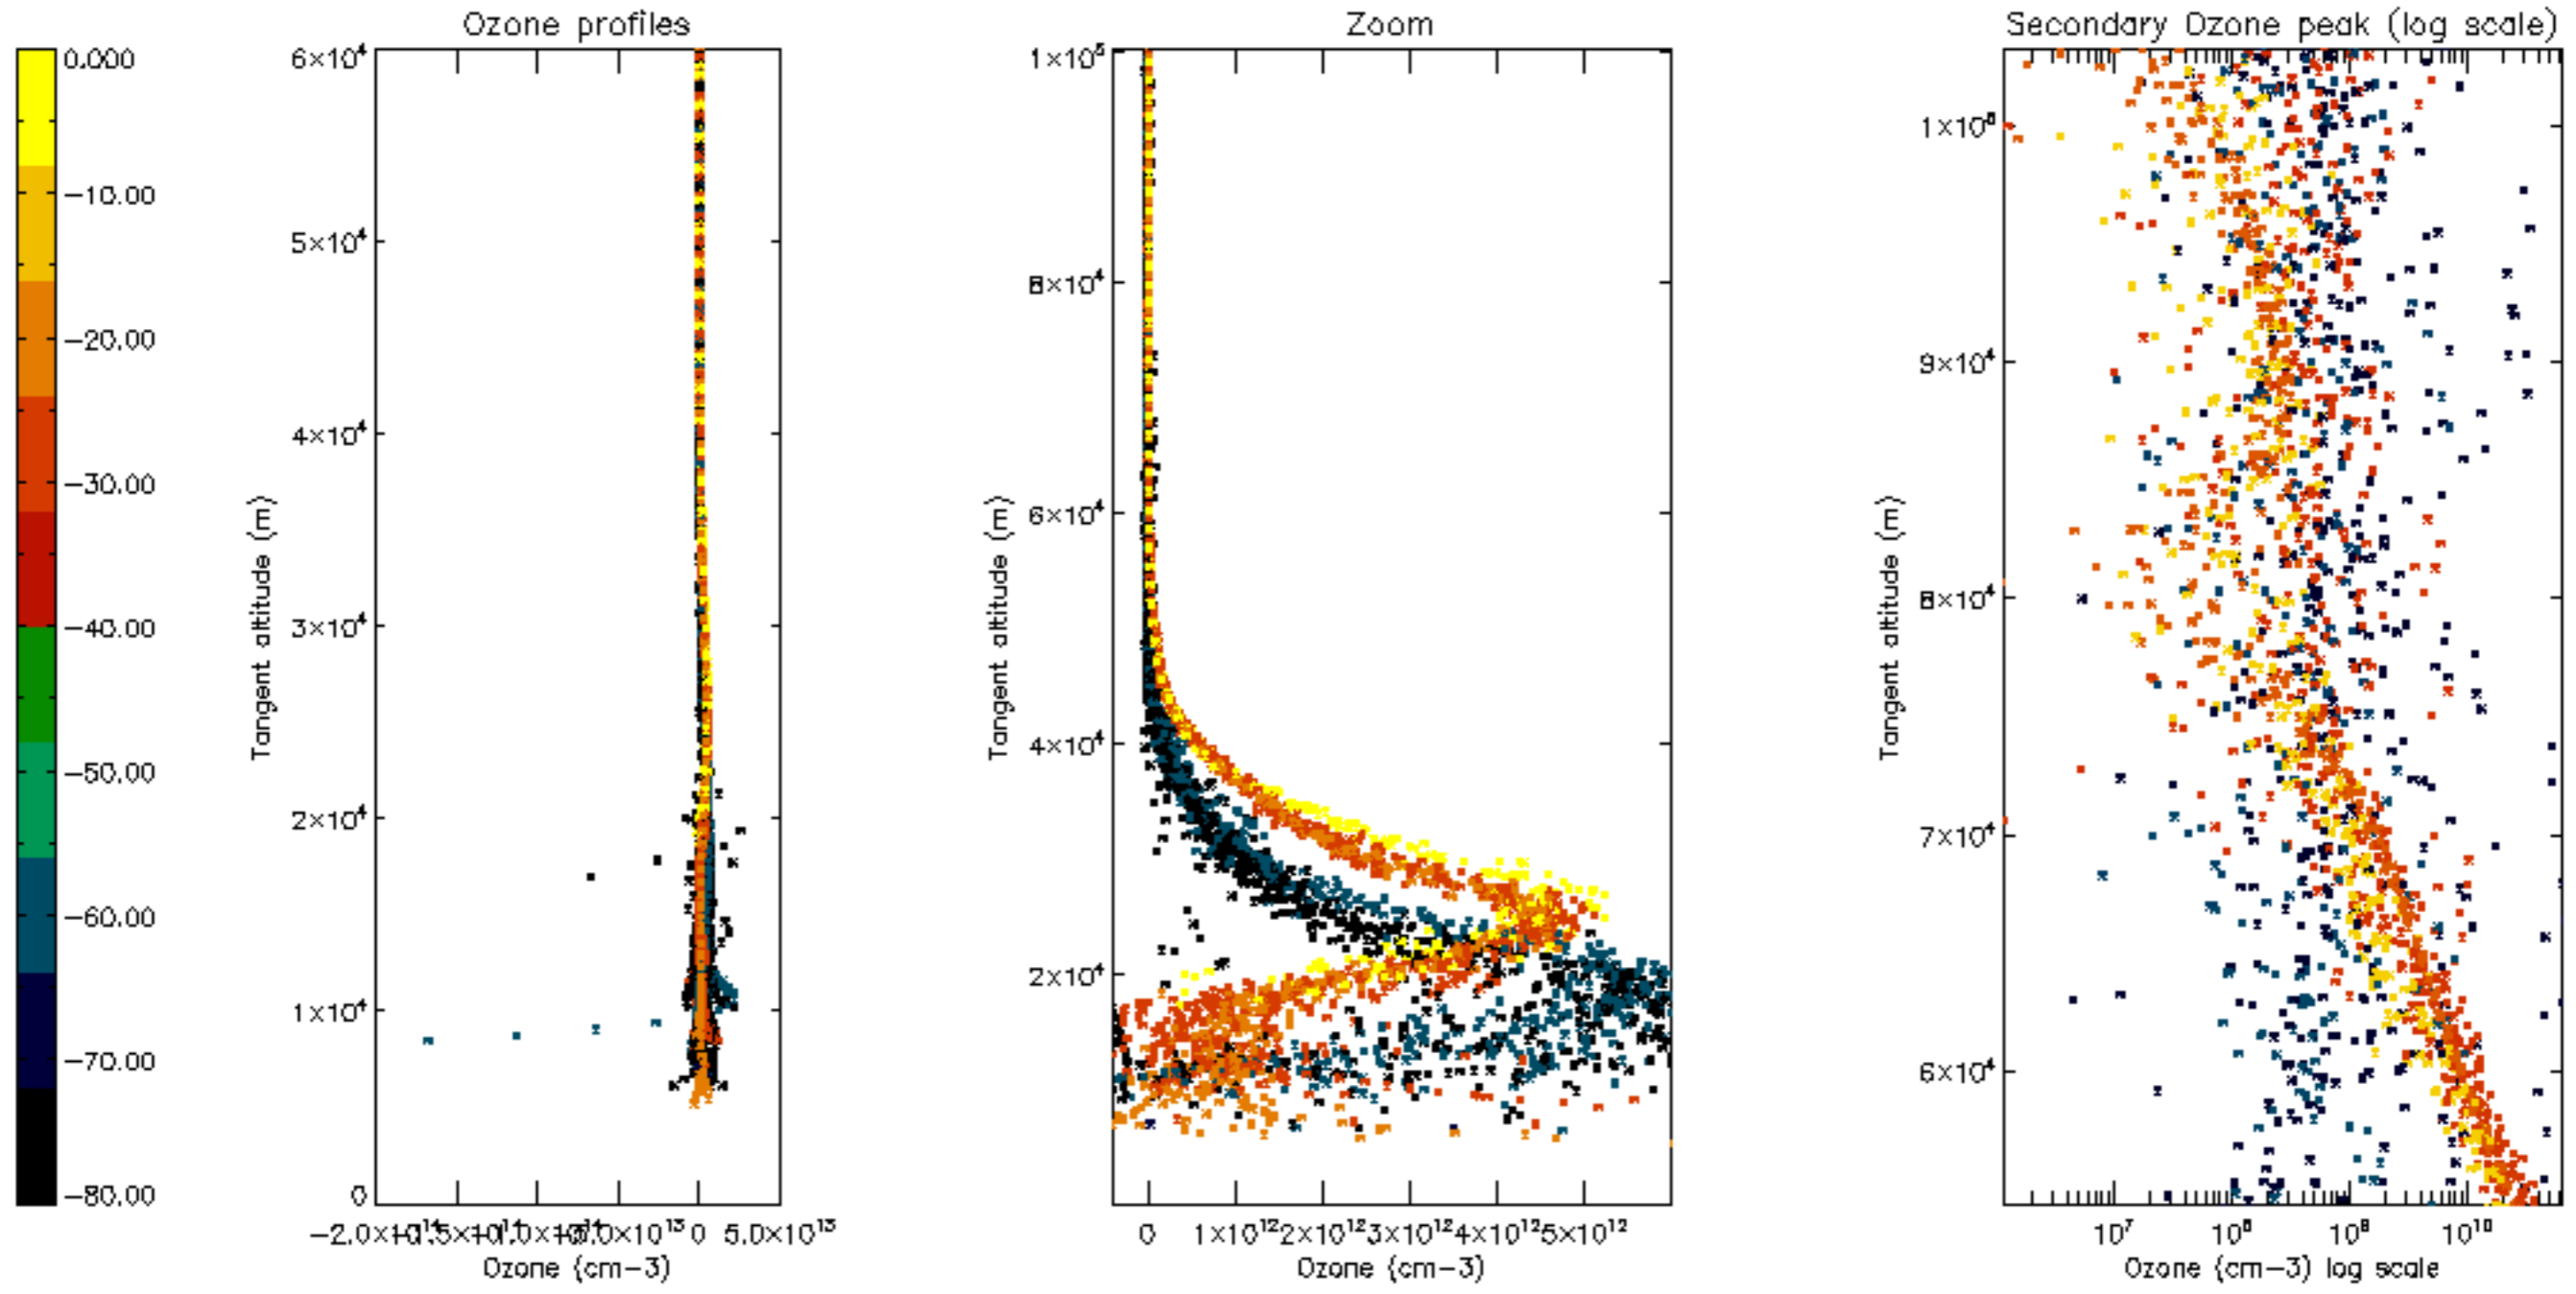 Ozone profiles
Zoom
Secondary Ozone peak (log scale)
0.000
−10.00
−20.00
−30.00
−40.00
−50.00
−60.00
−70.00
−80.00
6×10⁴
5×10⁴
4×10⁴
3×10⁴
2×10⁴
1×10⁴
0
Tangent altitude (m)
0 5.0×10¹³
Ozone (cm−3)
1×10⁵
8×10⁴
6×10⁴
4×10⁴
2×10⁴
Tangent altitude (m)
0 1×10¹² 2×10¹² 3×10¹² 4×10¹² 5×10¹²
Ozone (cm−3)
1×10⁵
9×10⁴
8×10⁴
7×10⁴
6×10⁴
Tangent altitude (m)
10⁷ 10⁸ 10⁹ 10¹⁰
Ozone (cm−3) log scale